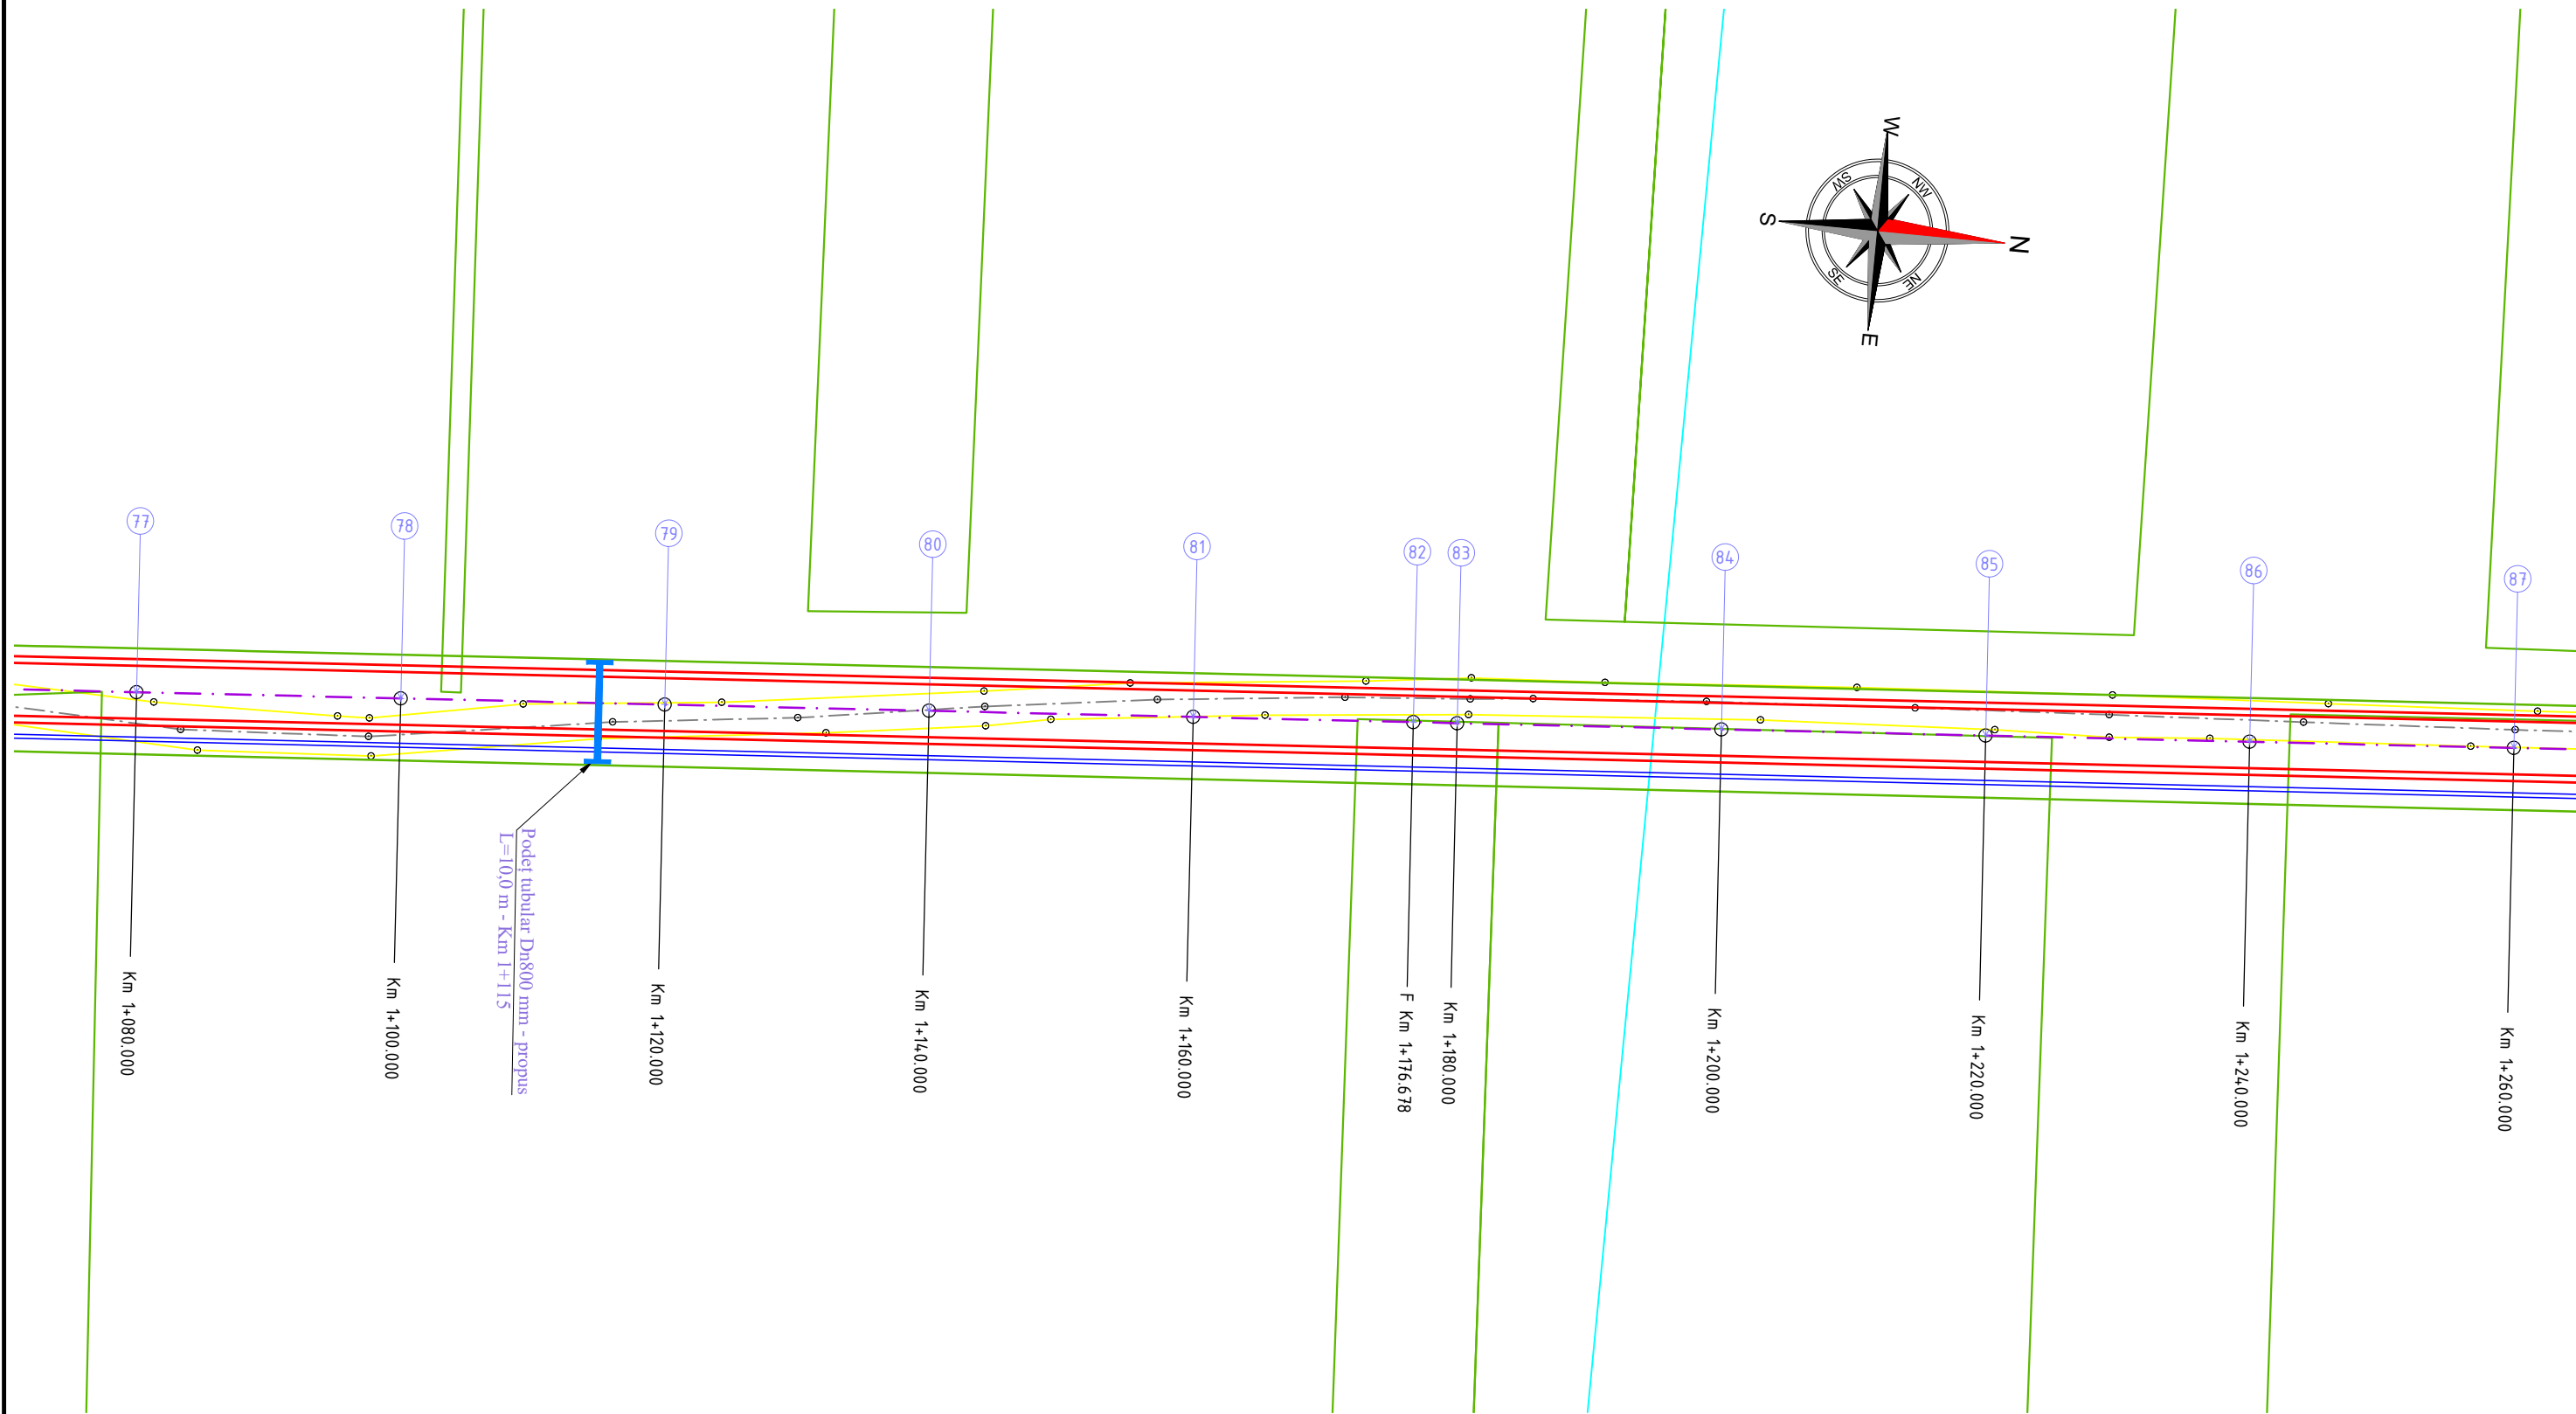 W
NW
N
NE
E
SE
S
SW
77
78
79
80
81
82
83
84
85
86
87
Podeț tubular Dn800 mm - propus
L=10,0 m - Km 1+115
Km 1+080.000
Km 1+100.000
Km 1+120.000
Km 1+140.000
Km 1+160.000
F Km 1+176.678
Km 1+180.000
Km 1+200.000
Km 1+220.000
Km 1+240.000
Km 1+260.000